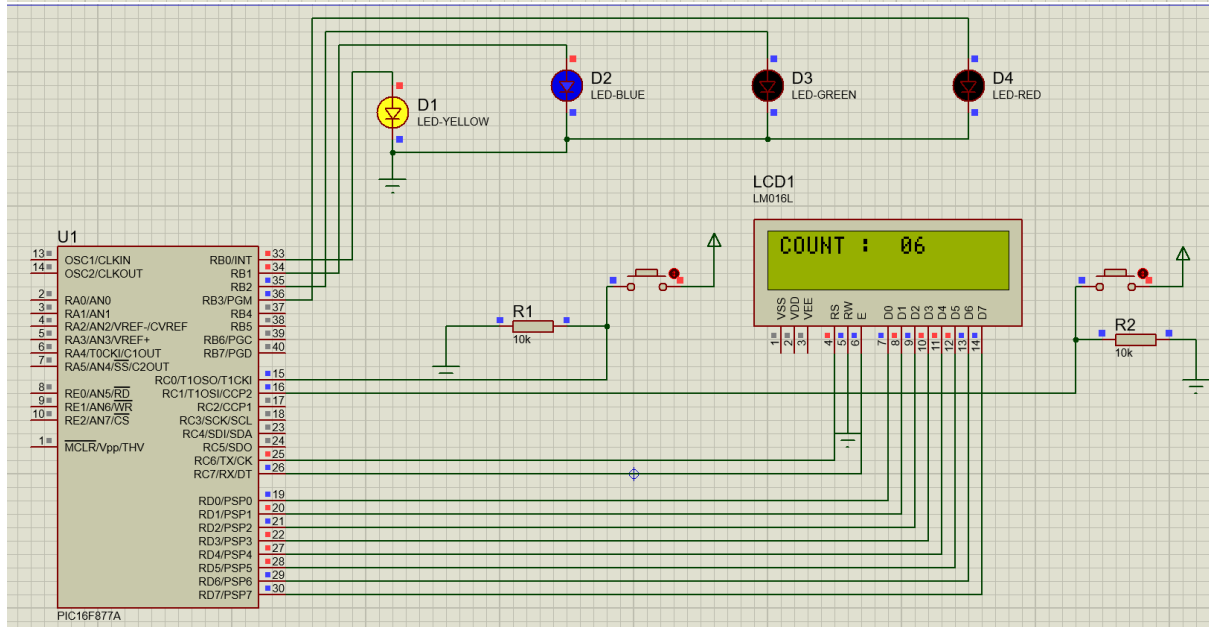 D1
LED-YELLOW
D2
LED-BLUE
D3
LED-GREEN
D4
LED-RED
LCD1
LM016L
COUNT : 06
VSS
VDD
VEE
RS
RW
E
D0
D1
D2
D3
D4
D5
D6
D7
1
2
3
4
5
6
7
8
9
10
11
12
13
14
R1
10k
R2
10k
U1
13 OSC1/CLKIN
14 OSC2/CLKOUT
2 RA0/AN0
3 RA1/AN1
4 RA2/AN2/VREF-/CVREF
5 RA3/AN3/VREF+
6 RA4/T0CKI/C1OUT
7 RA5/AN4/SS/C2OUT
8 RE0/AN5/RD
9 RE1/AN6/WR
10 RE2/AN7/CS
1 MCLR/Vpp/THV
RB0/INT 33
RB1 34
RB2 35
RB3/PGM 36
RB4 37
RB5 38
RB6/PGC 39
RB7/PGD 40
RC0/T1OSO/T1CKI 15
RC1/T1OSI/CCP2 16
RC2/CCP1 17
RC3/SCK/SCL 18
RC4/SDI/SDA 23
RC5/SDO 24
RC6/TX/CK 25
RC7/RX/DT 26
RD0/PSP0 19
RD1/PSP1 20
RD2/PSP2 21
RD3/PSP3 22
RD4/PSP4 27
RD5/PSP5 28
RD6/PSP6 29
RD7/PSP7 30
PIC16F877A